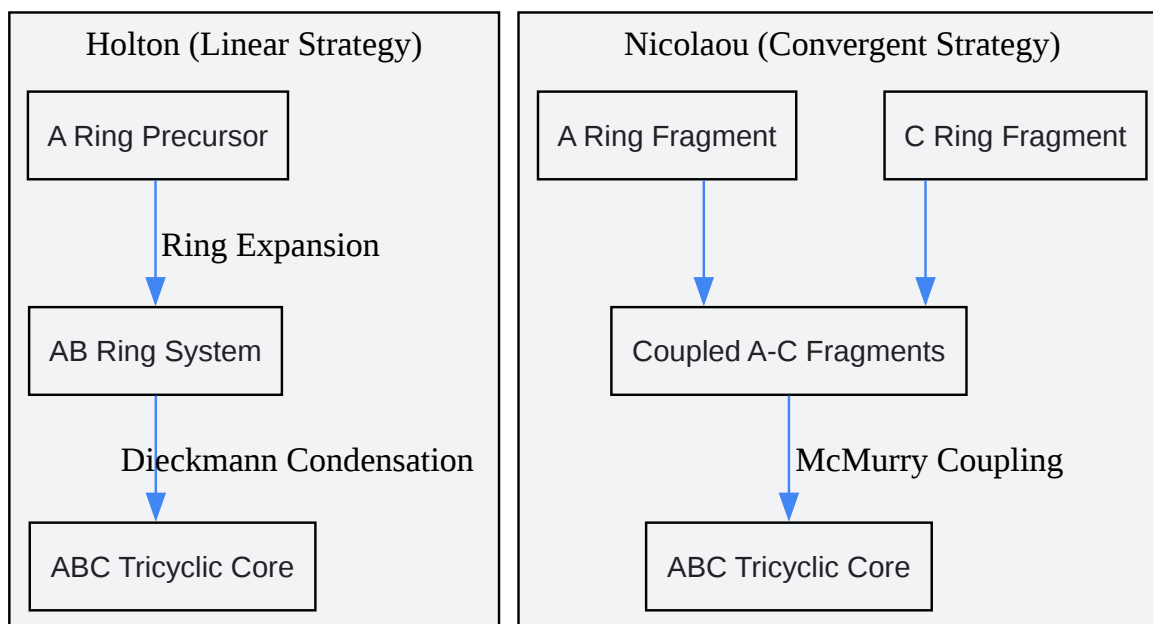 Holton (Linear Strategy)
A Ring Precursor
Ring Expansion
AB Ring System
Dieckmann Condensation
ABC Tricyclic Core
Nicolaou (Convergent Strategy)
A Ring Fragment
C Ring Fragment
Coupled A-C Fragments
McMurry Coupling
ABC Tricyclic Core